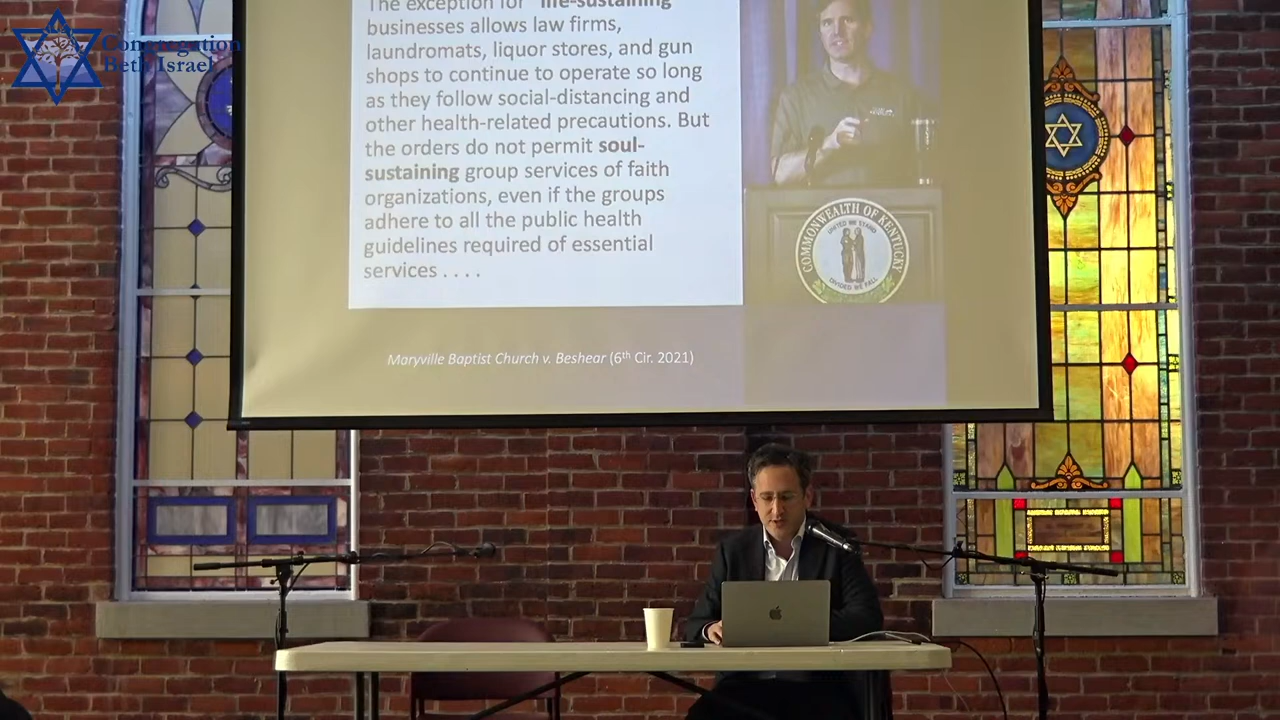 Congregation
Beth Israel
The exception for "life-sustaining"
businesses allows law firms,
laundromats, liquor stores, and gun
shops to continue to operate so long
as they follow social-distancing and
other health-related precautions. But
the orders do not permit soul-
sustaining group services of faith
organizations, even if the groups
adhere to all the public health
guidelines required of essential
services . . . .
COMMONWEALTH OF KENTUCKY
UNITED WE STAND
DIVIDED WE FALL
Maryville Baptist Church v. Beshear (6th Cir. 2021)